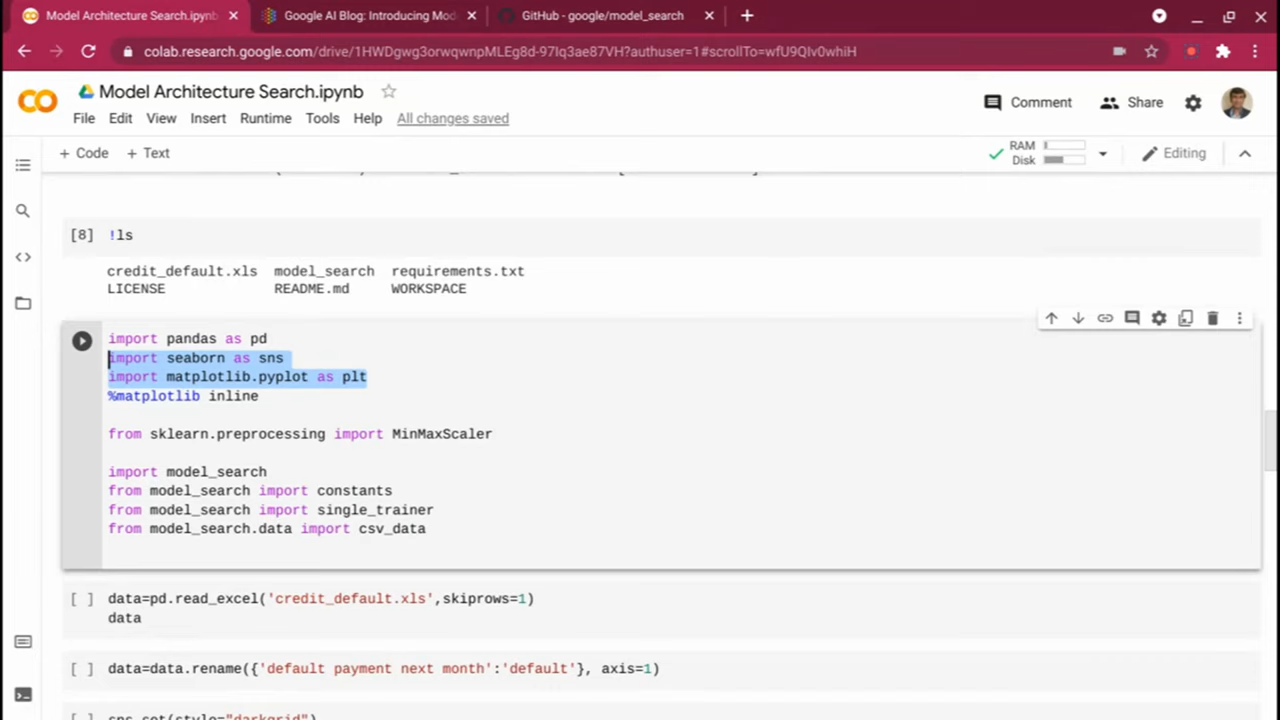 Model Architecture Search.ipynb
Google AI Blog: Introducing Mod
GitHub - google/model_search
colab.research.google.com/drive/1HWDgwg3orwqwnpMLEg8d-97Iq3ae87VH?authuser=1#scrollTo=wfU9QIv0whiH
Model Architecture Search.ipynb
Comment
Share
File Edit View Insert Runtime Tools Help All changes saved
+ Code + Text
RAM
Disk
Editing
[8] !ls
credit_default.xls model_search requirements.txt
LICENSE README.md WORKSPACE
import pandas as pd
import seaborn as sns
import matplotlib.pyplot as plt
%matplotlib inline
from sklearn.preprocessing import MinMaxScaler
import model_search
from model_search import constants
from model_search import single_trainer
from model_search.data import csv_data
[ ] data=pd.read_excel('credit_default.xls',skiprows=1)
data
[ ] data=data.rename({'default payment next month':'default'}, axis=1)
[ ] sns.set(style="darkgrid")